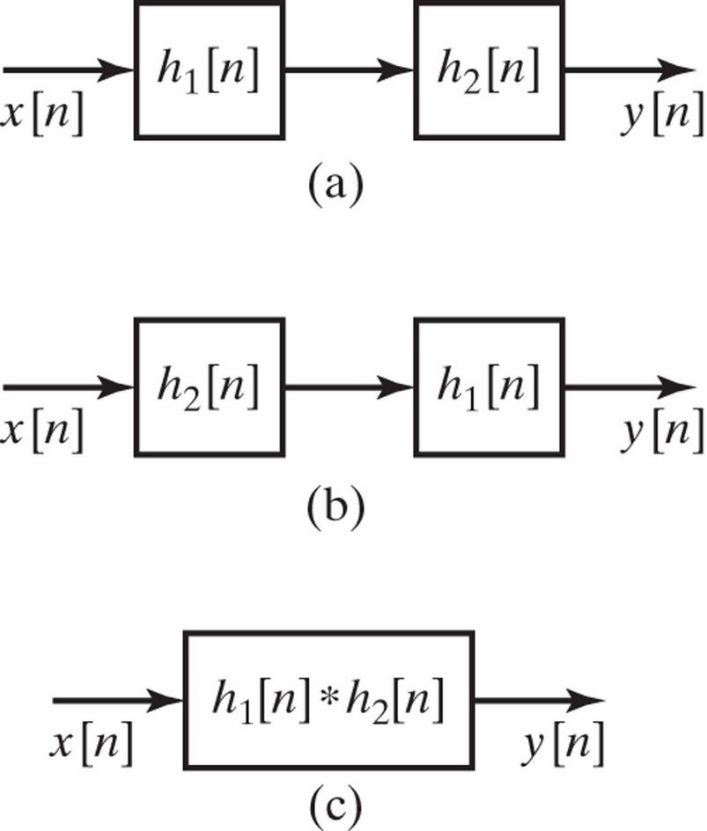 h₁[n] h₂[n]
x[n] y[n]
(a)
h₂[n] h₁[n]
x[n] y[n]
(b)
h₁[n]*h₂[n]
x[n] y[n]
(c)